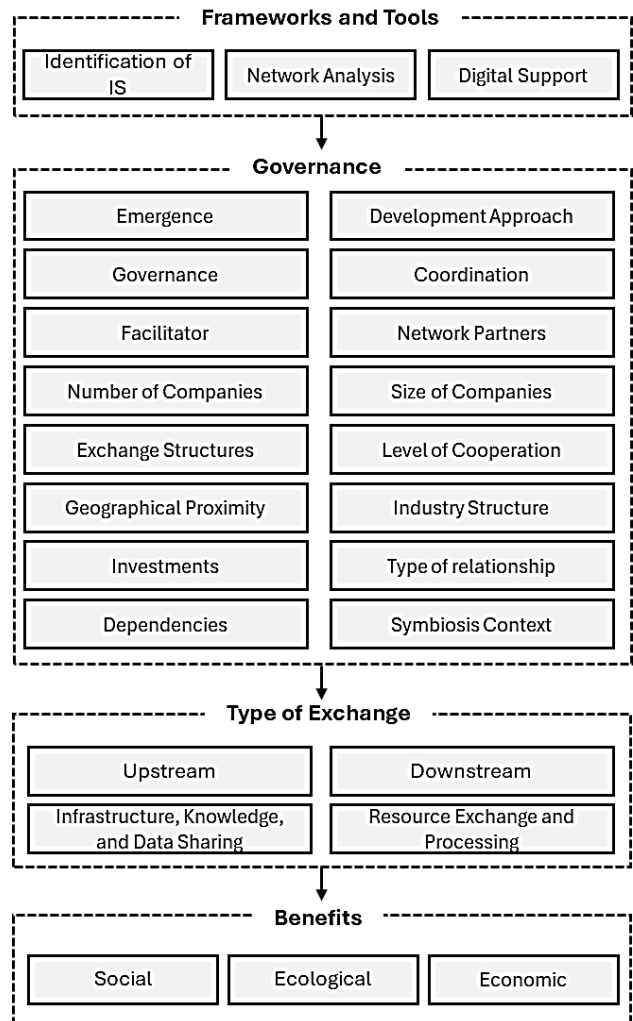 Frameworks and Tools
Identification of
IS
Network Analysis
Digital Support
Governance
Emergence
Development Approach
Governance
Coordination
Facilitator
Network Partners
Number of Companies
Size of Companies
Exchange Structures
Level of Cooperation
Geographical Proximity
Industry Structure
Investments
Type of relationship
Dependencies
Symbiosis Context
Type of Exchange
Upstream
Downstream
Infrastructure, Knowledge,
and Data Sharing
Resource Exchange and
Processing
Benefits
Social
Ecological
Economic